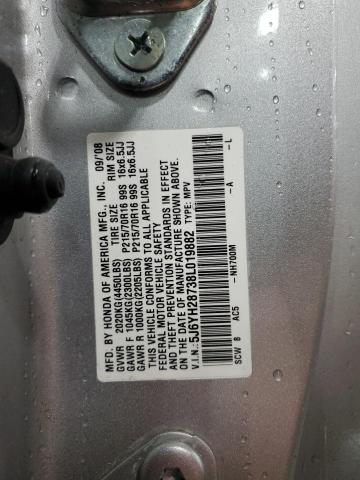 MFD. BY HONDA OF AMERICA MFG., INC. 09/08
GVWR 2020KG(4450LBS) TIRE SIZE RIM SIZE
GAWR F 1045KG(2300LBS) P215/70R16 99S 16x6.5JJ
GAWR R 1000KG(2205LBS) P215/70R16 99S 16x6.5JJ
THIS VEHICLE CONFORMS TO ALL APPLICABLE
FEDERAL MOTOR VEHICLE SAFETY
AND THEFT PREVENTION STANDARDS IN EFFECT
ON THE DATE OF MANUFACTURE SHOWN ABOVE.
V.I.N.: 5J6YH28738L019882 TYPE: MPV
-NH700M -A -L
SCW 8 AC5